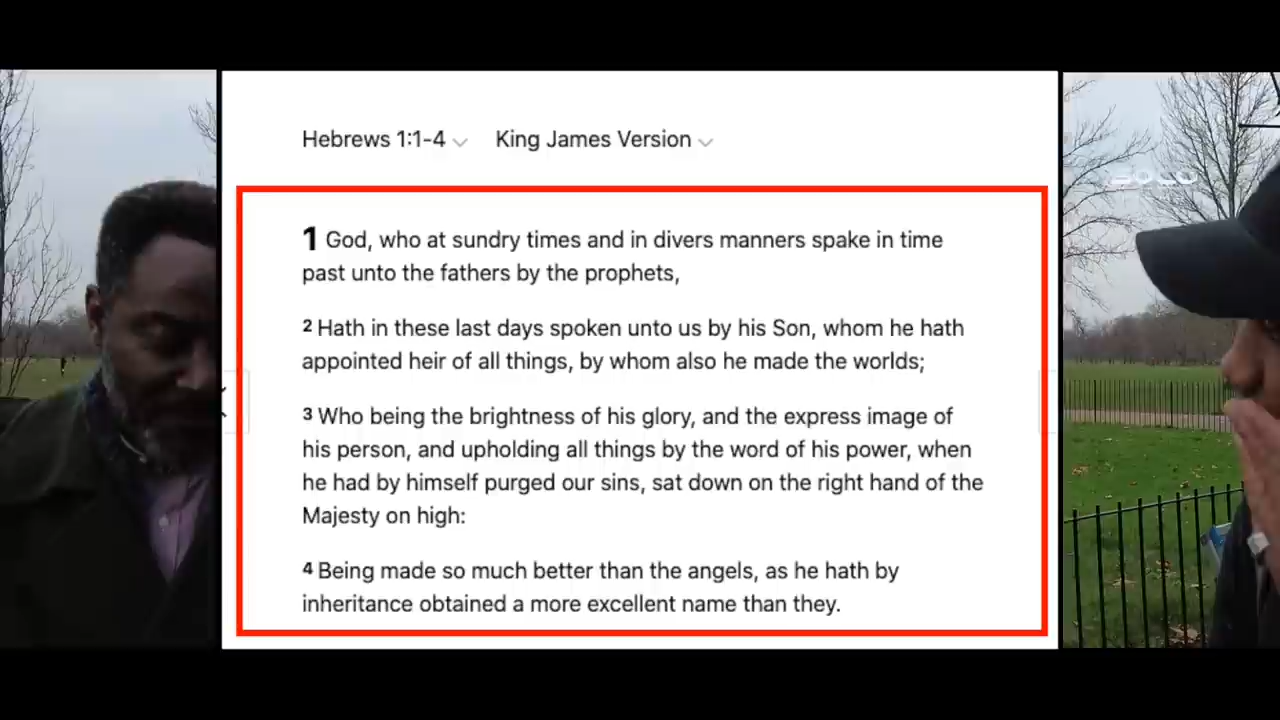 Hebrews 1:1-4 King James Version
1 God, who at sundry times and in divers manners spake in time
past unto the fathers by the prophets,
2 Hath in these last days spoken unto us by his Son, whom he hath
appointed heir of all things, by whom also he made the worlds;
3 Who being the brightness of his glory, and the express image of
his person, and upholding all things by the word of his power, when
he had by himself purged our sins, sat down on the right hand of the
Majesty on high:
4 Being made so much better than the angels, as he hath by
inheritance obtained a more excellent name than they.